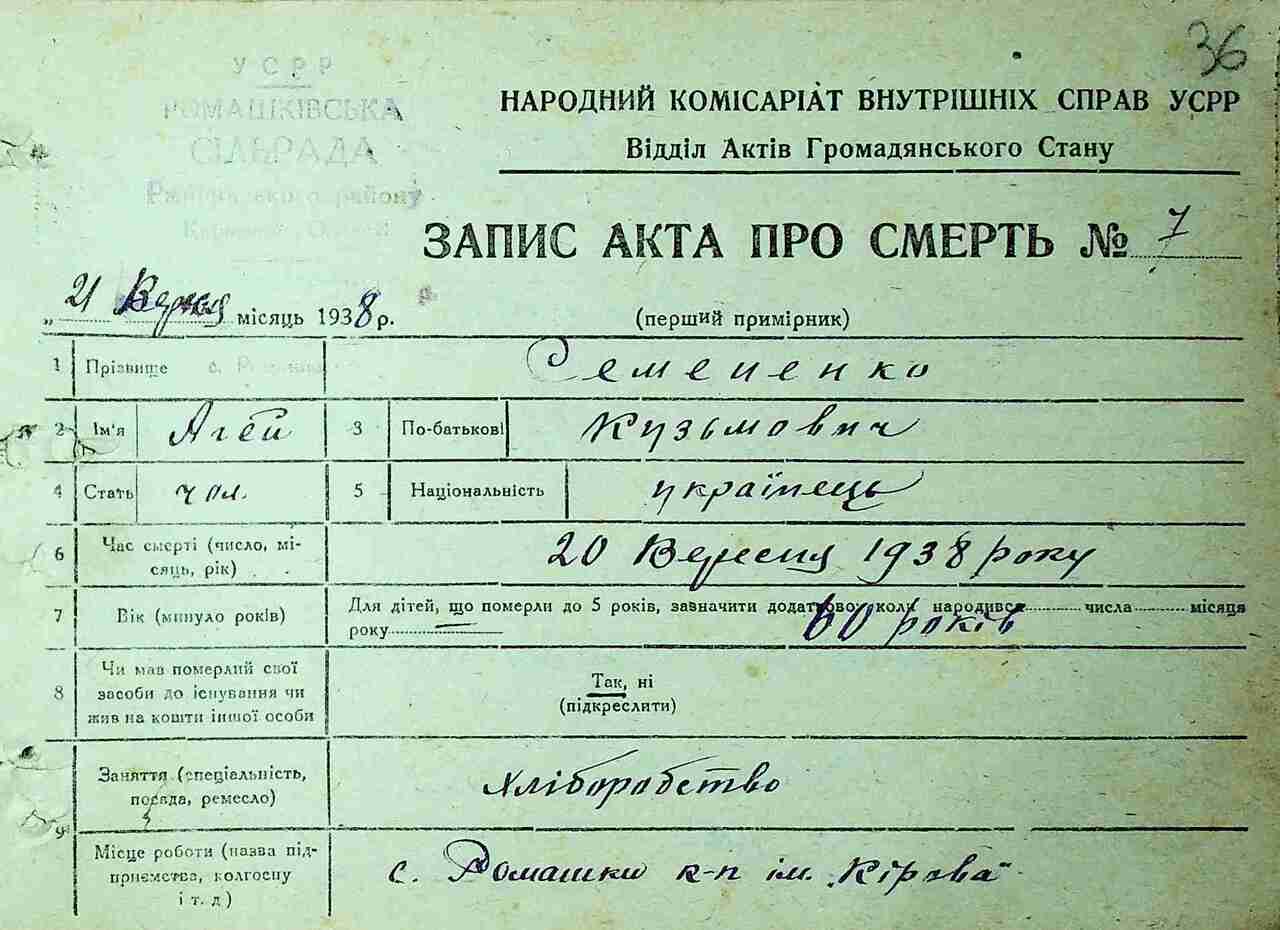 36
УСРР
РОМАШКІВСЬКА
СІЛЬРАДА
району
НАРОДНИЙ КОМІСАРІАТ ВНУТРІШНІХ СПРАВ УСРР
Відділ Актів Громадянського Стану
ЗАПИС АКТА ПРО СМЕРТЬ № 7
„ 21 Вересня місяць 1938 р.
(перший примірник)
1 Прізвище Семененко
2 Ім'я Агей 3 По-батькові Кузьмович
4 Стать чол. 5 Національність українець
6 Час смерті (число, мі-
сяць, рік) 20 Вересня 1938 року
7 Вік (минуло років) Для дітей, що померли до 5 років, зазначити додатково: коли народився числа місяця
року 60 років
8 Чи мав померлий свої
засоби до існування чи
жив на кошти іншої особи
Так, ні
(підкреслити)
9 Заняття (спеціальність,
посада, ремесло) Хліборобство
Місце роботи (назва під-
приємства, колгоспу
і т. д) с. Ромашки к-п ім. „Кірова"